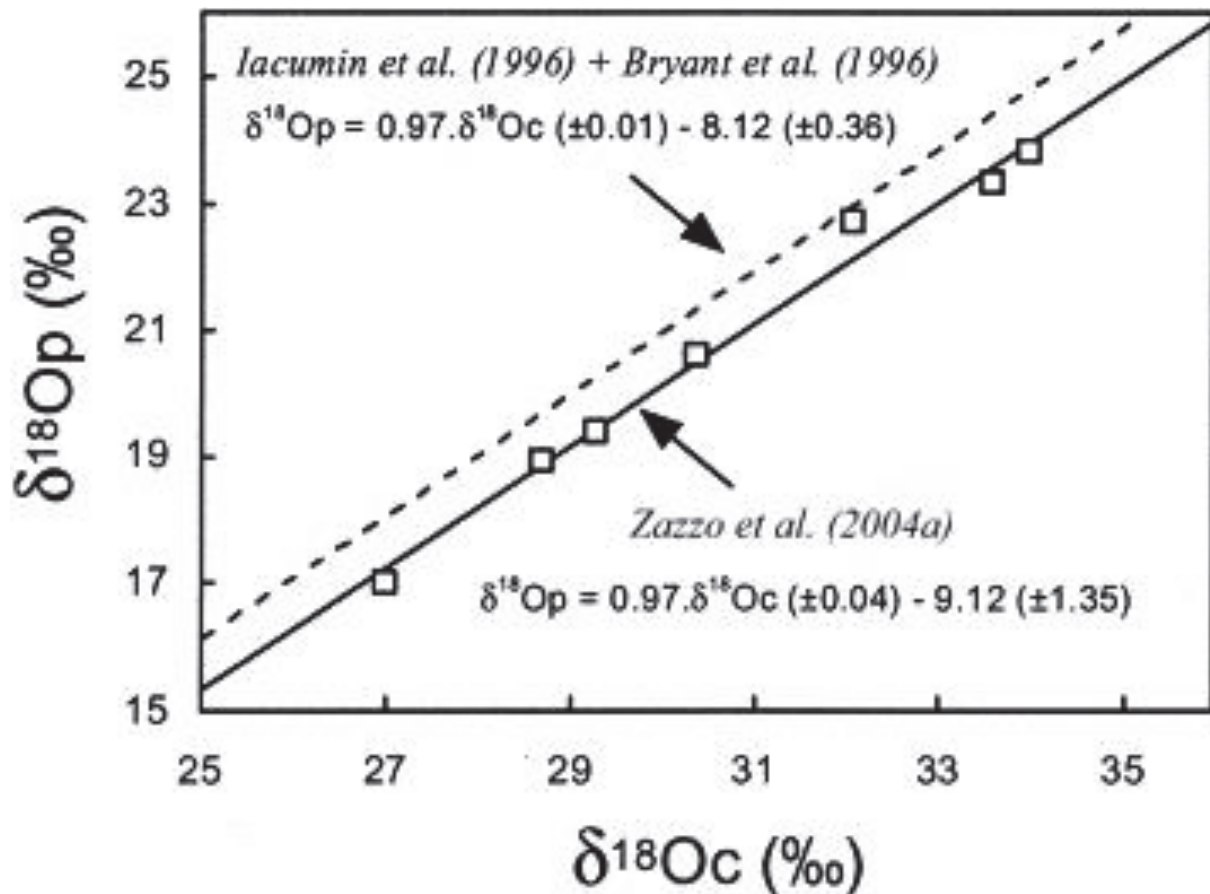 Iacumin et al. (1996) + Bryant et al. (1996)
δ¹⁸Op = 0.97.δ¹⁸Oc (±0.01) - 8.12 (±0.36)
Zazzo et al. (2004a)
δ¹⁸Op = 0.97.δ¹⁸Oc (±0.04) - 9.12 (±1.35)
δ¹⁸Op (‰)
25
23
21
19
17
15
25 27 29 31 33 35
δ¹⁸Oc (‰)